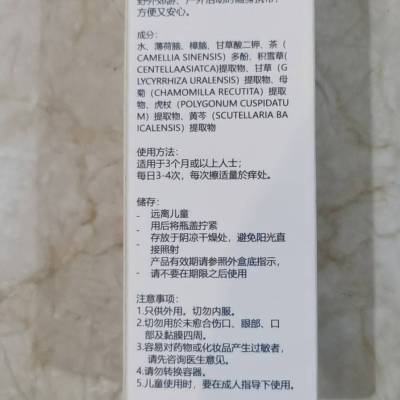 方便又安心。
成分：
水、薄荷脑、樟脑、甘草酸二钾、茶（
CAMELLIA SINENSIS）多酚、积雪草
(CENTELLAASIATCA)提取物、甘草（G
LYCYRRHIZA URALENSIS）提取物、母
菊（CHAMOMILLA RECUTITA）提取
物、虎杖（POLYGONUM CUSPIDATU
M）提取物、黄芩（SCUTELLARIA BA
ICALENSIS）提取物
使用方法：
适用于3个月或以上人士；
每日3-4次，每次擦适量於痒处。
储存：
- 远离儿童
- 用后将瓶盖拧紧
- 存放于阴凉干燥处，避免阳光直
接照射
- 产品有效期请参照外盒底指示，
- 请不要在期限之后使用
注意事项：
1.只供外用。切勿内服。
2.切勿用於未愈合伤口、眼部、口
部及黏膜四周。
3.容易对药物或化妆品产生过敏者，
请先咨询医生意见。
4.请勿转换容器。
5.儿童使用时，要在成人指导下使用。